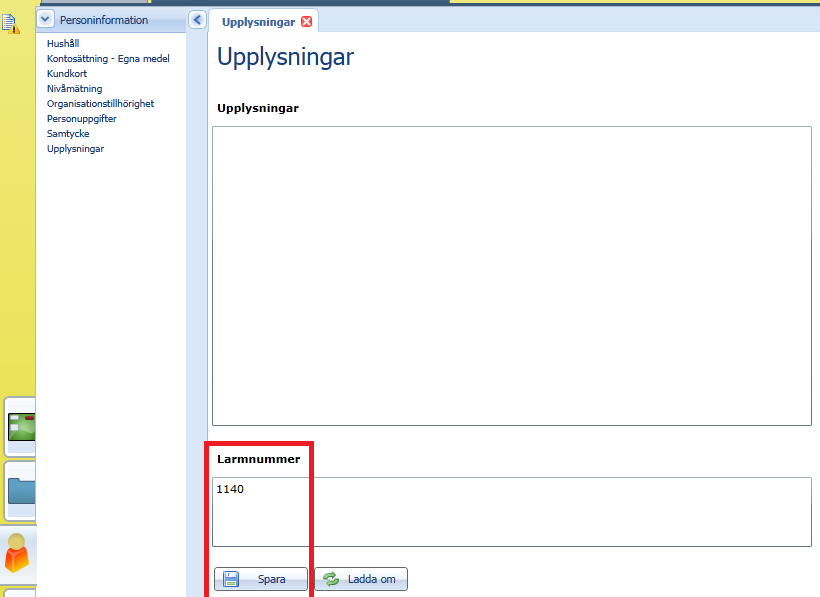 Personinformation
Hushåll
Kontosättning - Egna medel
Kundkort
Nivåmätning
Organisationstillhörighet
Personuppgifter
Samtycke
Upplysningar
Upplysningar
Upplysningar
Upplysningar
Larmnummer
1140
Spara
Ladda om